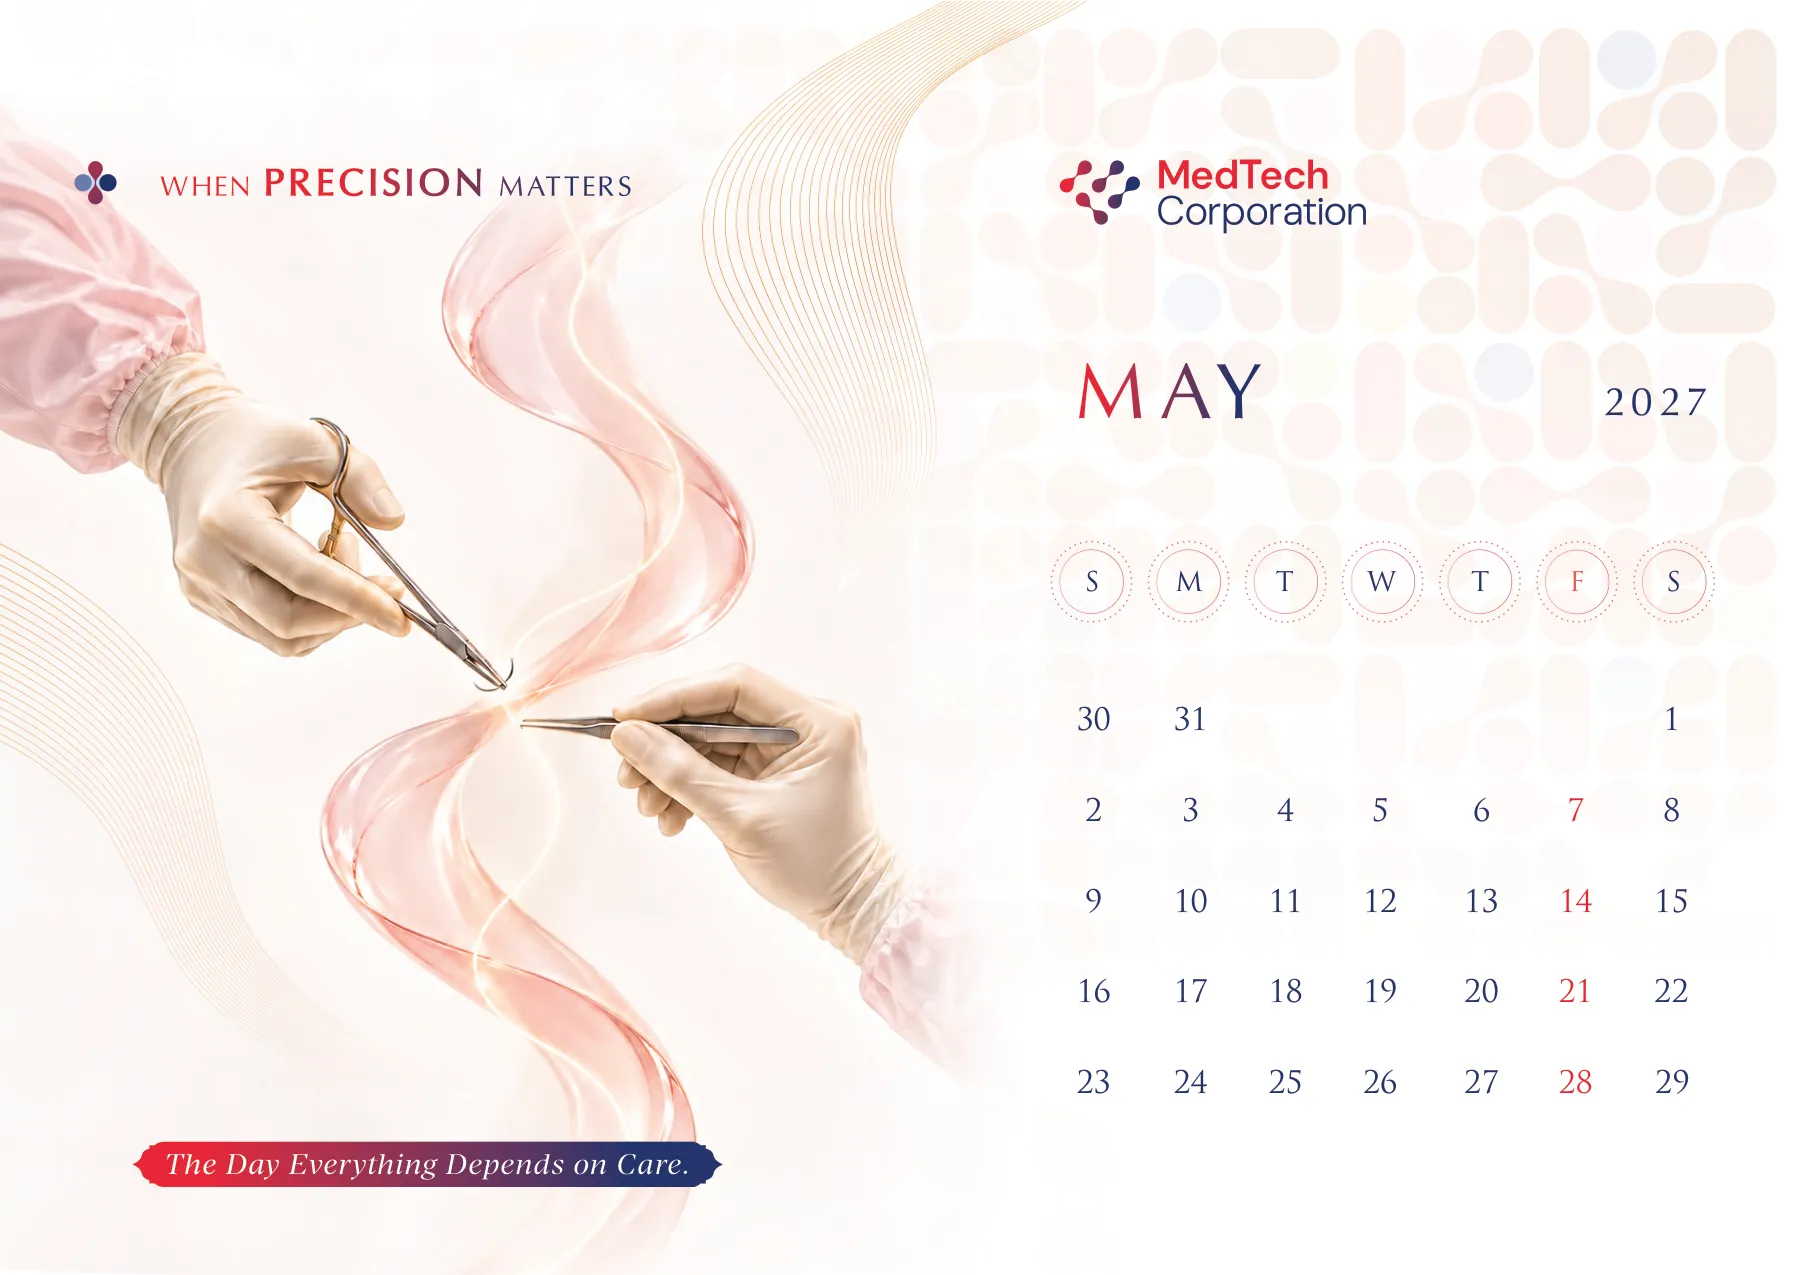 WHEN PRECISION MATTERS
MedTech
Corporation
MAY 2027
S M T W T F S
30 31 1
2 3 4 5 6 7 8
9 10 11 12 13 14 15
16 17 18 19 20 21 22
23 24 25 26 27 28 29
The Day Everything Depends on Care.